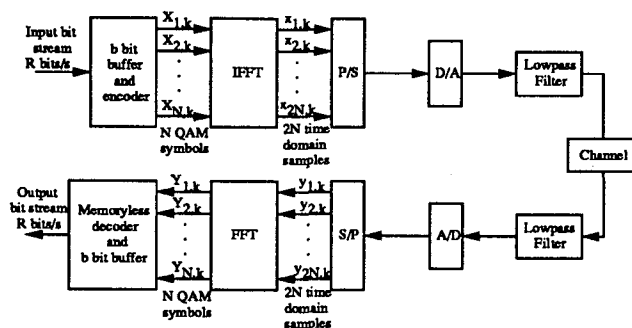 Input bit
stream
R bits/s
b bit
buffer
and
encoder
X1,k
X2,k
XN,k
N QAM
symbols
IFFT
x1,k
x2,k
x2N,k
2N time
domain
samples
P/S
D/A
Lowpass
Filter
Channel
Lowpass
Filter
A/D
S/P
y1,k
y2,k
y2N,k
2N time
domain
samples
FFT
Y1,k
Y2,k
YN,k
N QAM
symbols
Memoryless
decoder
and
b bit buffer
Output
bit stream
R bits/s